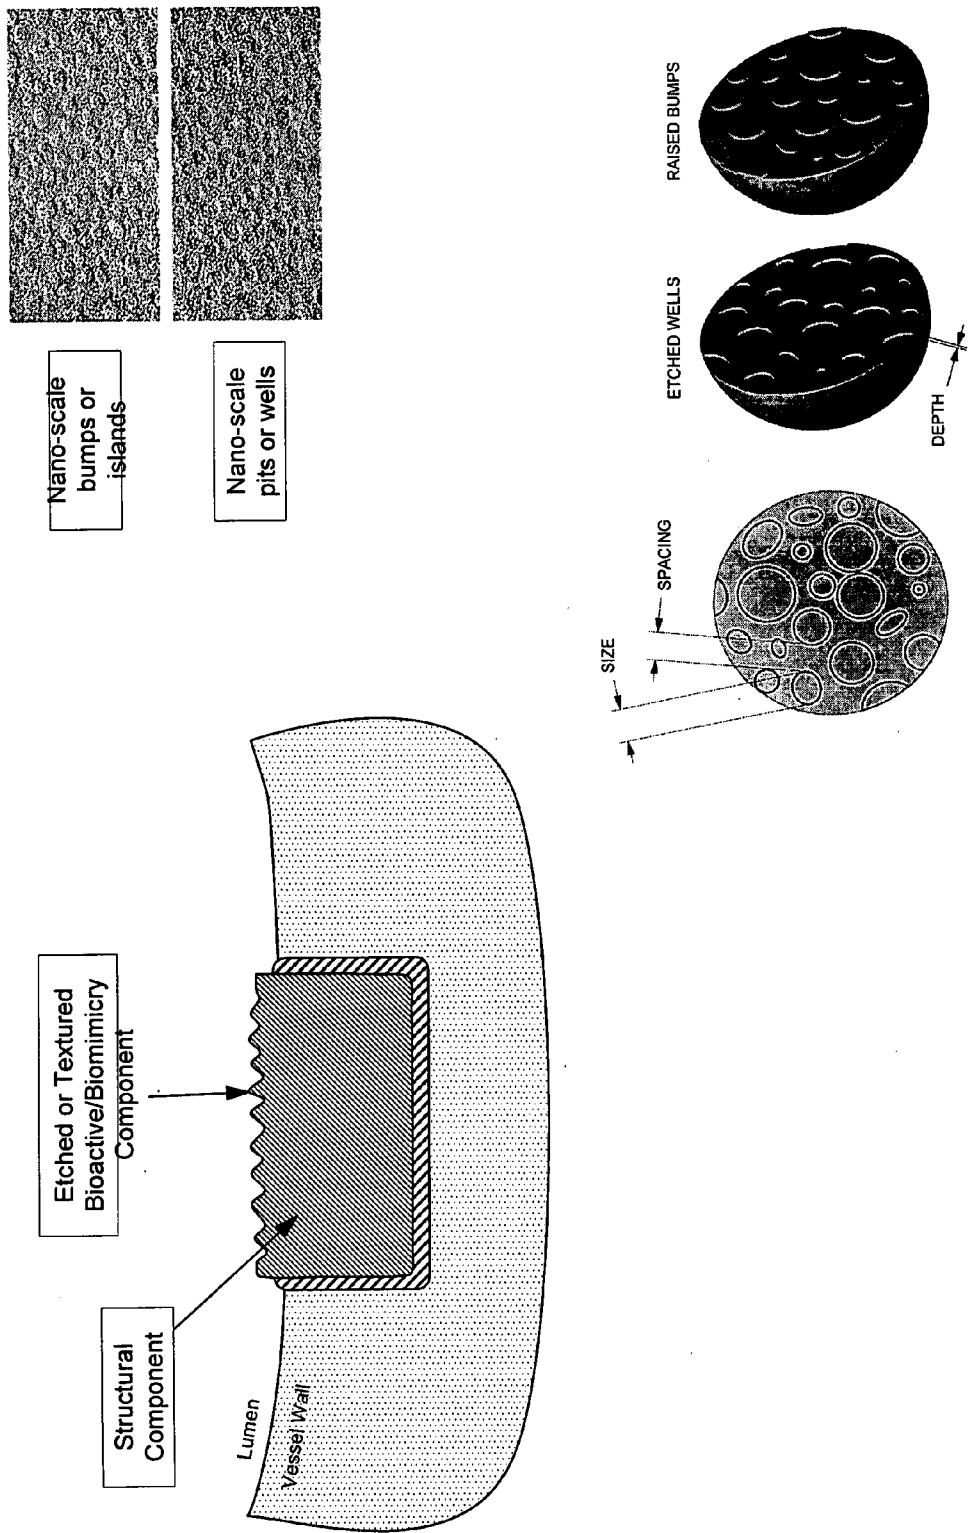 Structural
Component
Etched or Textured
Bioactive/Biomimicry
Component
Nano-scale
bumps or
islands
Nano-scale
pits or wells
Lumen
Vessel Wall
SIZE
SPACING
ETCHED WELLS
DEPTH
RAISED BUMPS